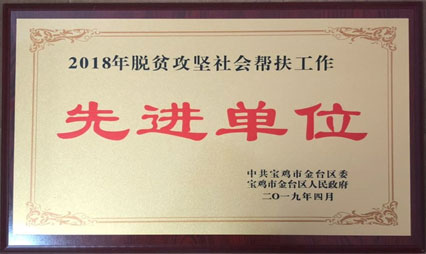 2018年脱贫攻坚社会帮扶工作
先进单位
中共宝鸡市金台区委
宝鸡市金台区人民政府
二〇一九年四月